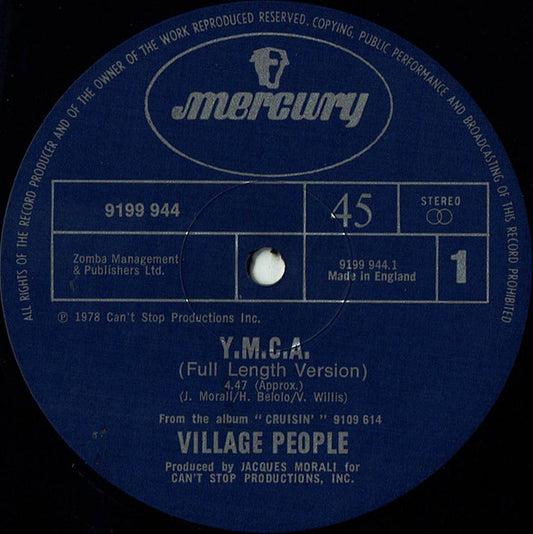 ALL RIGHTS OF THE RECORD PRODUCER AND OF THE OWNER OF THE WORK REPRODUCED RESERVED. COPYING, PUBLIC PERFORMANCE AND BROADCASTING OF THIS RECORD PROHIBITED
mercury
9199 944
45
STEREO
Zomba Management
& Publishers Ltd.
9199 944.1
Made in England
1
℗ 1978 Can't Stop Productions Inc.
Y.M.C.A.
(Full Length Version)
4.47 (Approx.)
(J. Morall/H. Belolo/V. Willis)
From the album "CRUISIN'" 9109 614
VILLAGE PEOPLE
Produced by JACQUES MORALI for
CAN'T STOP PRODUCTIONS, INC.